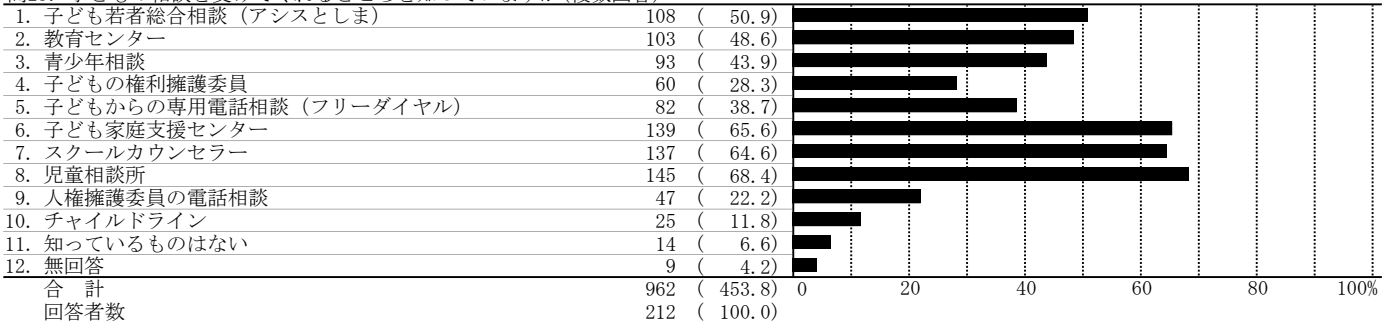 1. 子ども若者総合相談（アシスとしま） 108 ( 50.9)
2. 教育センター 103 ( 48.6)
3. 青少年相談 93 ( 43.9)
4. 子どもの権利擁護委員 60 ( 28.3)
5. 子どもからの専用電話相談（フリーダイヤル） 82 ( 38.7)
6. 子ども家庭支援センター 139 ( 65.6)
7. スクールカウンセラー 137 ( 64.6)
8. 児童相談所 145 ( 68.4)
9. 人権擁護委員の電話相談 47 ( 22.2)
10. チャイルドライン 25 ( 11.8)
11. 知っているものはない 14 ( 6.6)
12. 無回答 9 ( 4.2)
合 計 962 ( 453.8) 0 20 40 60 80 100%
回答者数 212 ( 100.0)